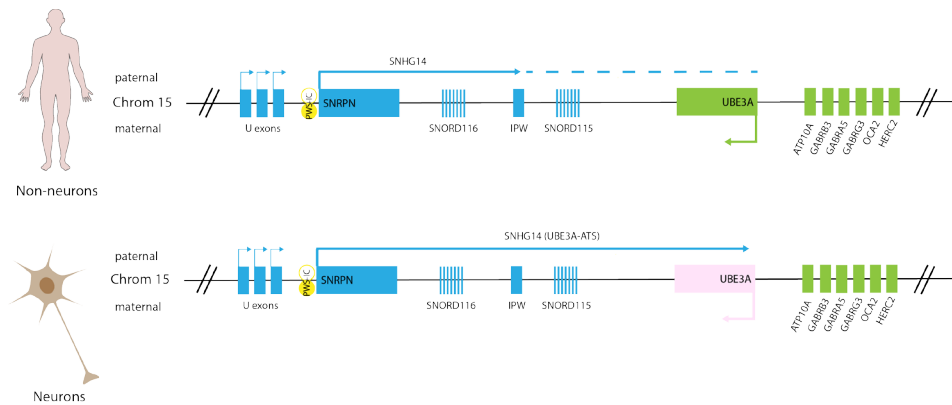 SNHG14
paternal
Chrom 15
maternal
U exons
PWS-IC
SNRPN
SNORD116
IPW
SNORD115
UBE3A
ATP10A
GABRB3
GABRA5
GABRG3
OCA2
HERC2
Non-neurons
SNHG14 (UBE3A-ATS)
paternal
Chrom 15
maternal
U exons
PWS-IC
SNRPN
SNORD116
IPW
SNORD115
UBE3A
ATP10A
GABRB3
GABRA5
GABRG3
OCA2
HERC2
Neurons